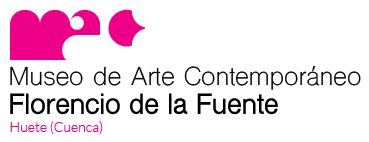 Museo de Arte Contemporáneo
Florencio de la Fuente
Huete (Cuenca)